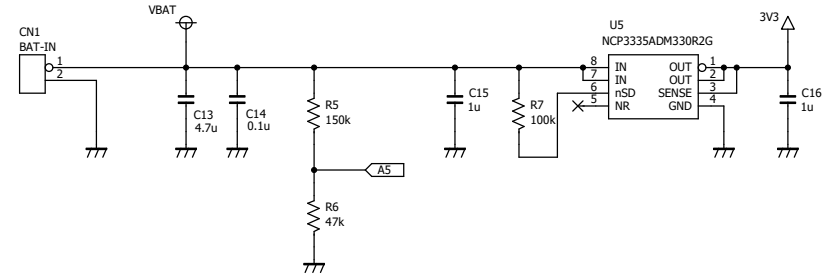 VBAT
CN1
BAT-IN
1
2
C13
4.7u
C14
0.1u
R5
150k
A5
R6
47k
C15
1u
R7
100k
U5
NCP3335ADM330R2G
8 IN OUT 1
7 IN OUT 2
6 nSD SENSE 3
5 NR GND 4
3V3
C16
1u